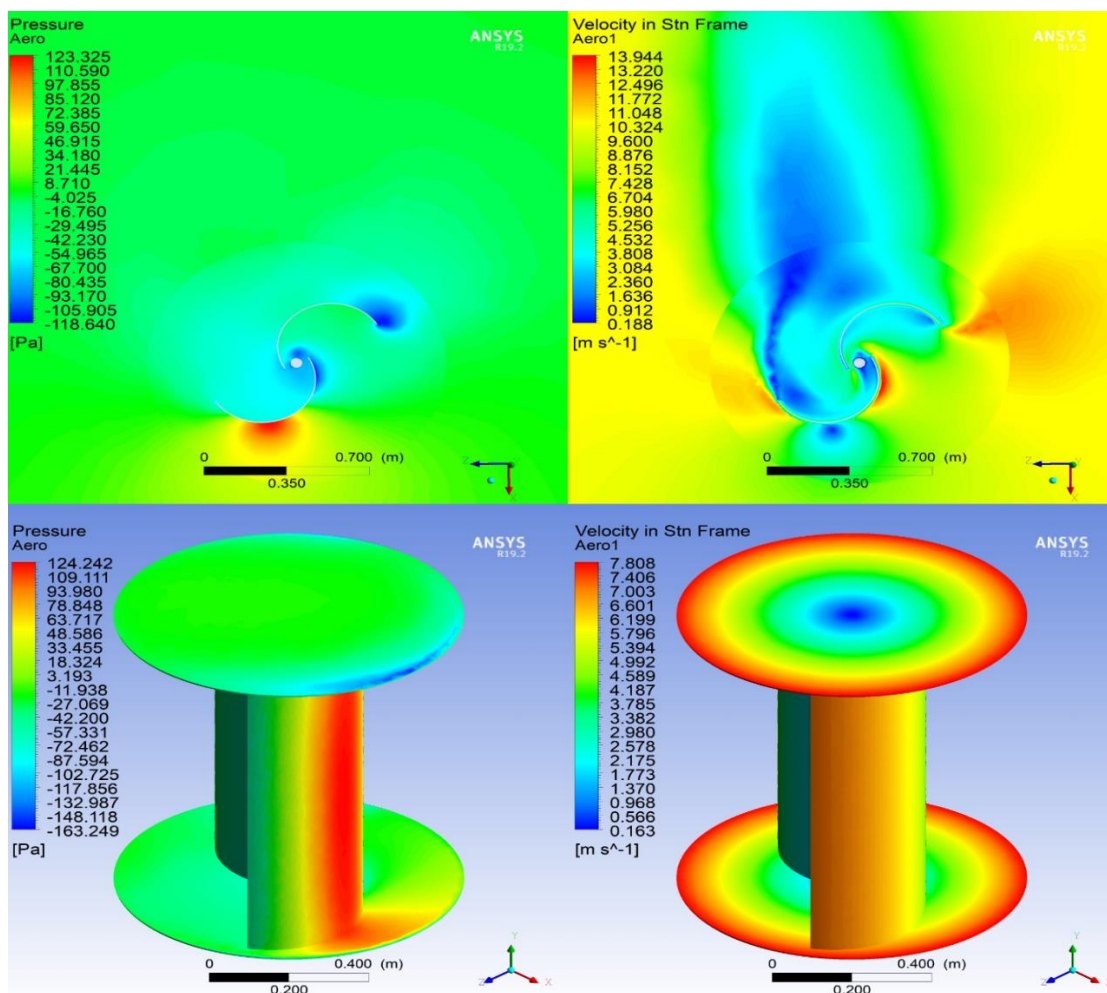 Pressure
Aero
ANSYS
R19.2
123.325
110.590
97.855
85.120
72.385
59.650
46.915
34.180
21.445
8.710
-4.025
-16.760
-29.495
-42.230
-54.965
-67.700
-80.435
-93.170
-105.905
-118.640
[Pa]
0 0.700 (m)
0.350
Z
Y
X
Velocity in Stn Frame
Aero1
ANSYS
R19.2
13.944
13.220
12.496
11.772
11.048
10.324
9.600
8.876
8.152
7.428
6.704
5.980
5.256
4.532
3.808
3.084
2.360
1.636
0.912
0.188
[m s^-1]
0 0.700 (m)
0.350
Z
Y
X
Pressure
Aero
ANSYS
R19.2
124.242
109.111
93.980
78.848
63.717
48.586
33.455
18.324
3.193
-11.938
-27.069
-42.200
-57.331
-72.462
-87.594
-102.725
-117.856
-132.987
-148.118
-163.249
[Pa]
0 0.400 (m)
0.200
Y
Z
X
Velocity in Stn Frame
Aero1
ANSYS
R19.2
7.808
7.406
7.003
6.601
6.199
5.796
5.394
4.992
4.589
4.187
3.785
3.382
2.980
2.578
2.175
1.773
1.370
0.968
0.566
0.163
[m s^-1]
0 0.400 (m)
0.200
Y
Z